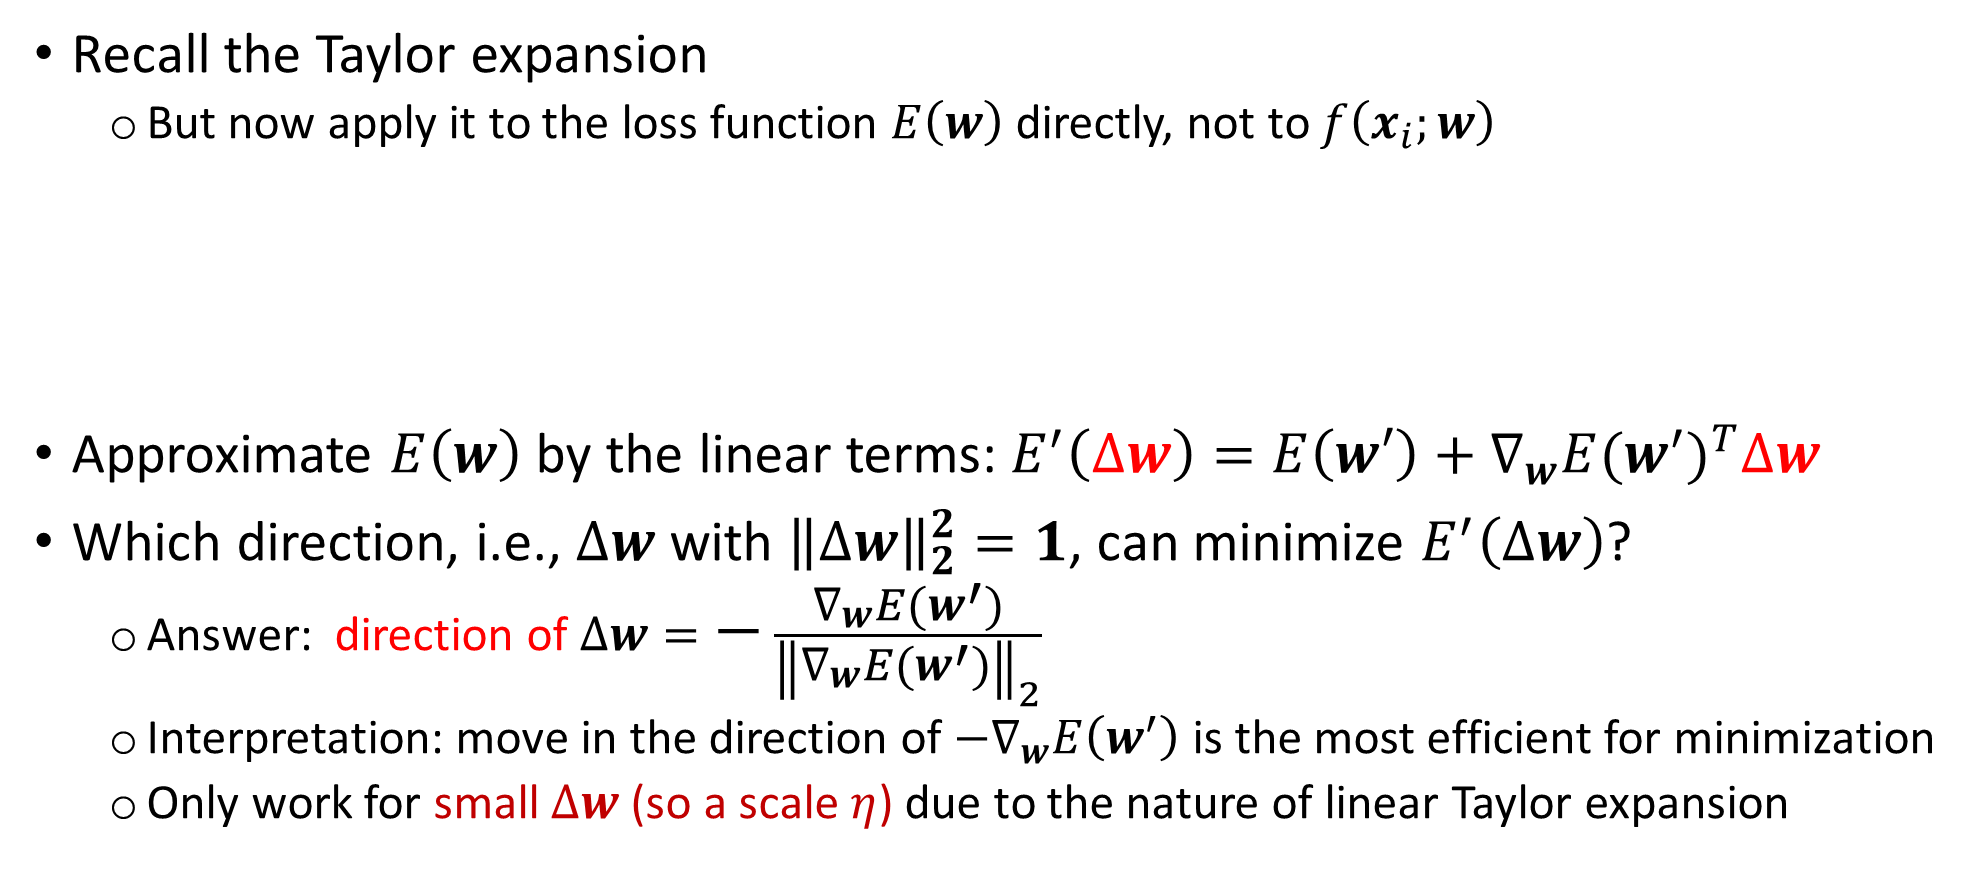 • Recall the Taylor expansion
○ But now apply it to the loss function E(w) directly, not to f(xᵢ; w)
• Approximate E(w) by the linear terms: E′(Δw) = E(w′) + ∇_w E(w′)ᵀ Δw
• Which direction, i.e., Δw with ‖Δw‖₂² = 1, can minimize E′(Δw)?
○ Answer: direction of Δw = − ∇_w E(w′) / ‖∇_w E(w′)‖₂
○ Interpretation: move in the direction of −∇_w E(w′) is the most efficient for minimization
○ Only work for small Δw (so a scale η) due to the nature of linear Taylor expansion